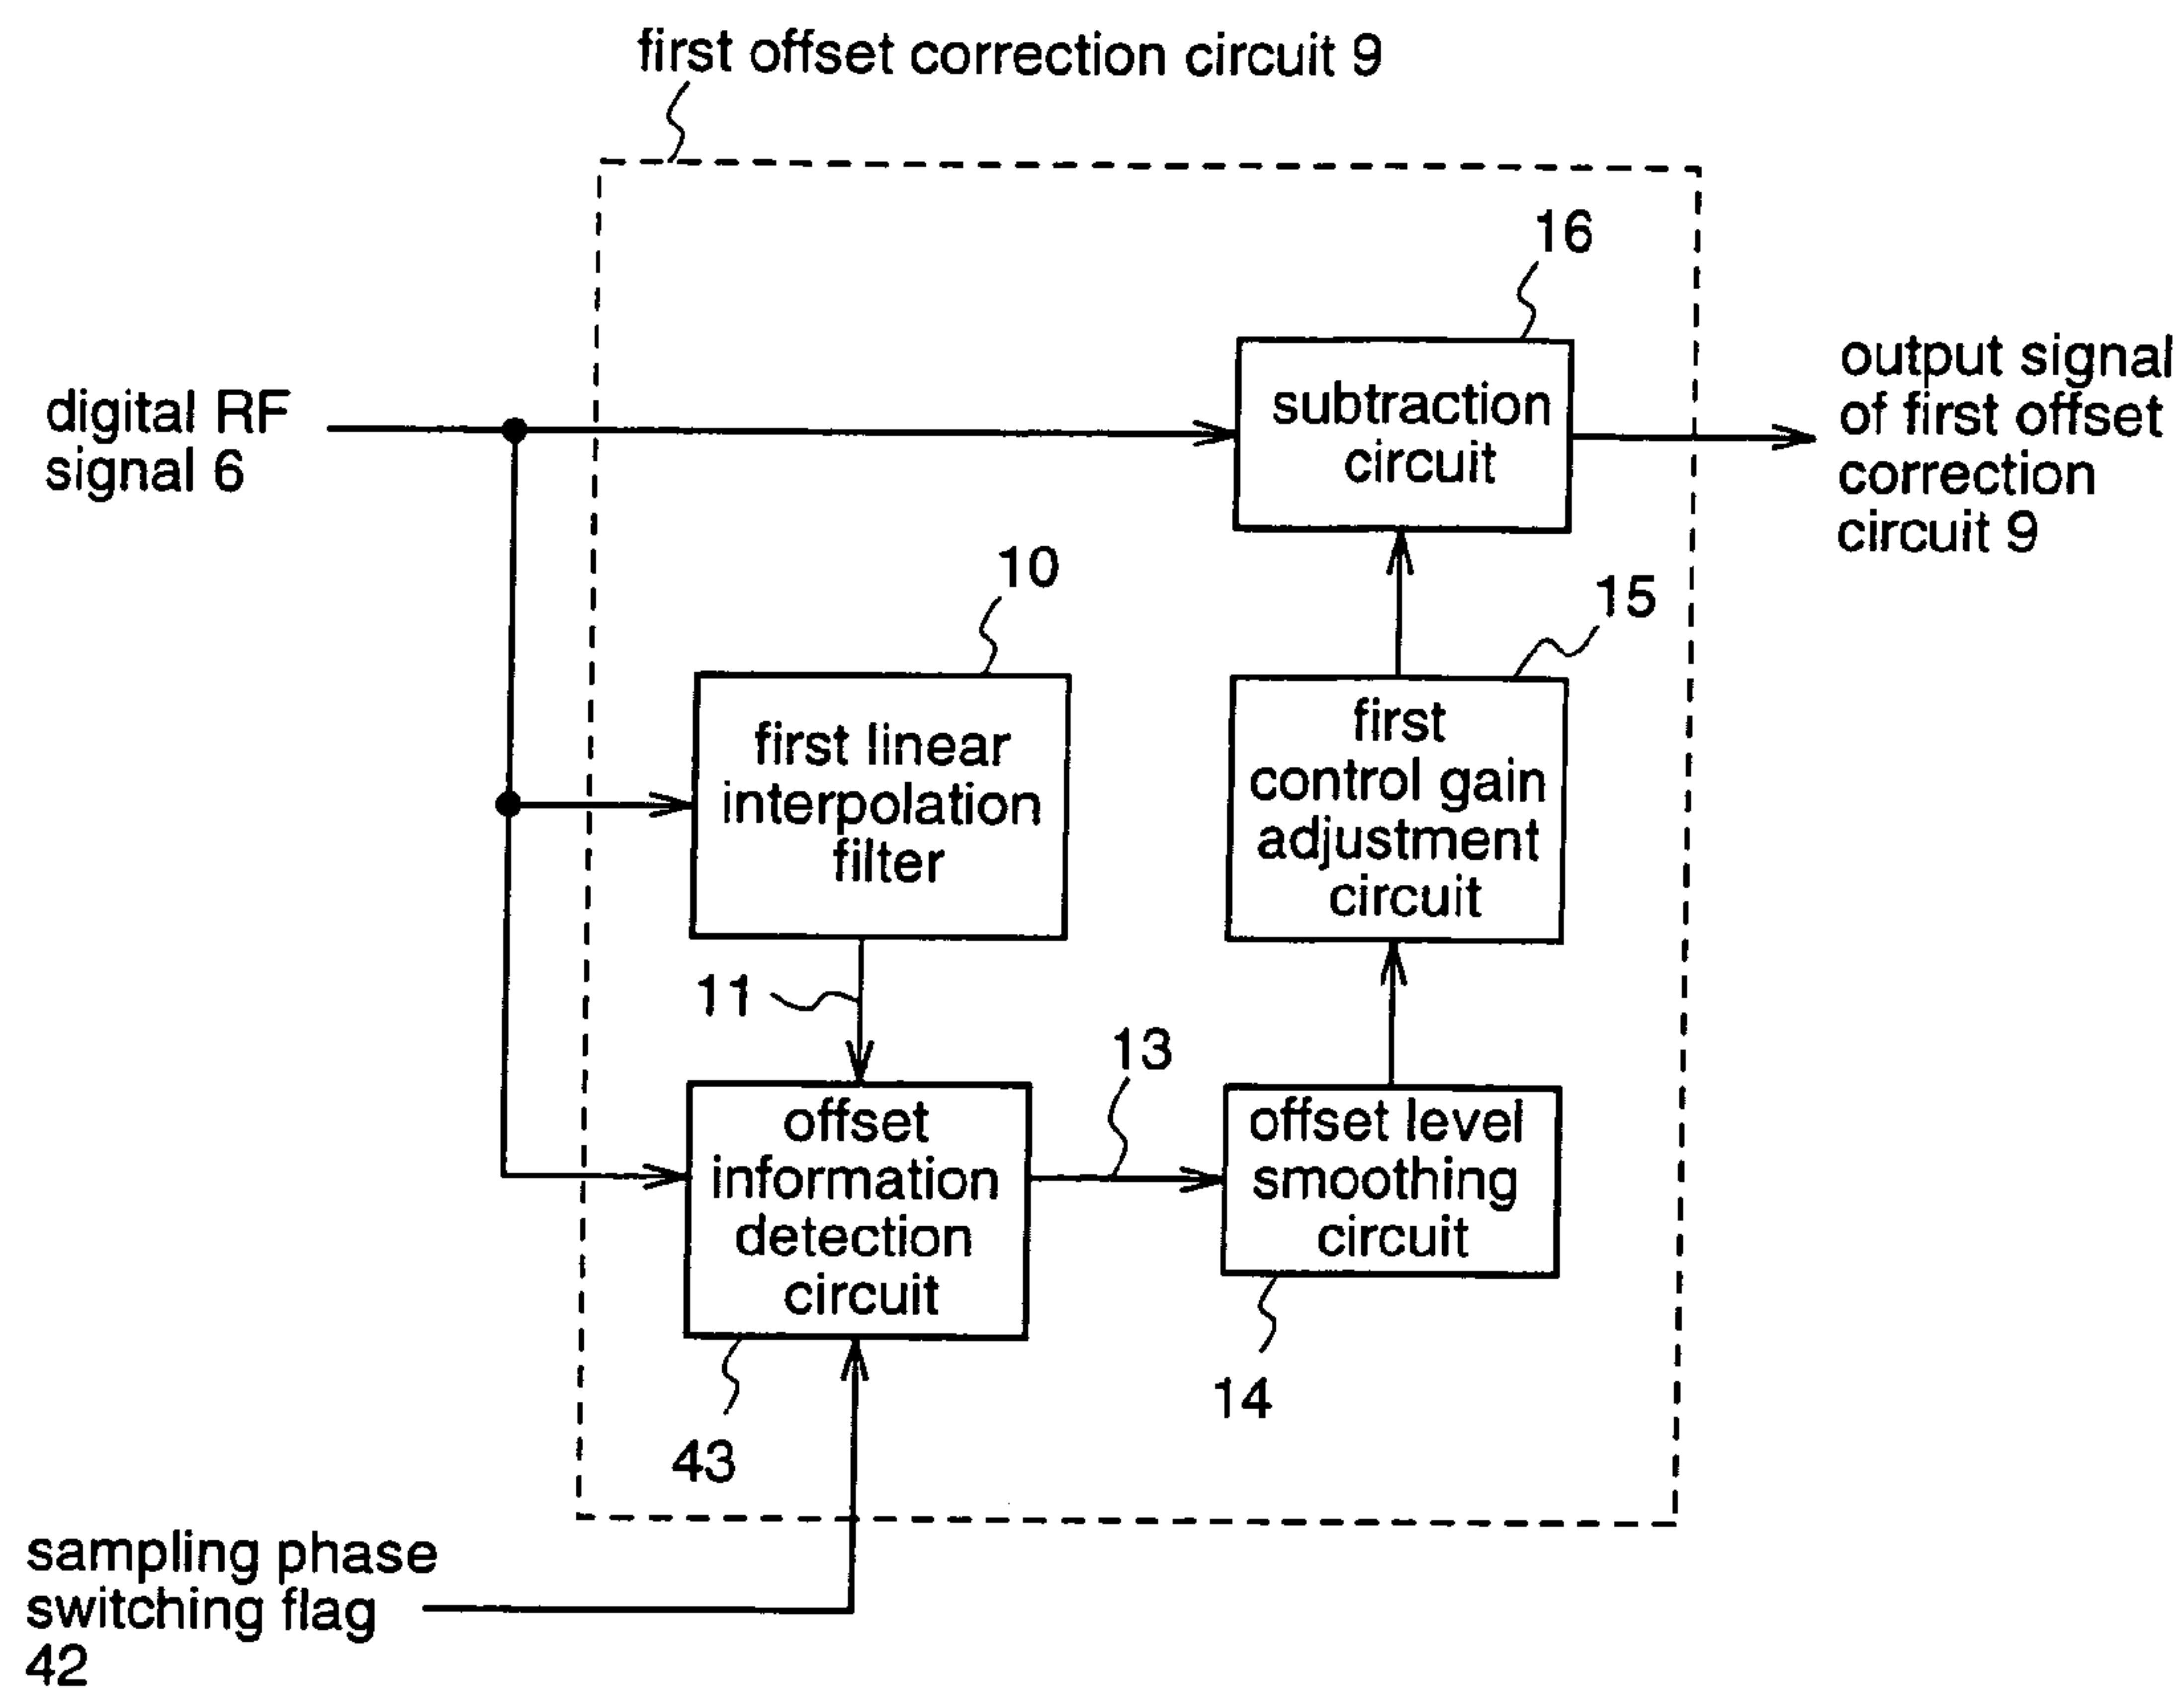 first offset correction circuit 9
16
digital RF
signal 6
subtraction
circuit
output signal
of first offset
correction
circuit 9
10
15
first linear
interpolation
filter
first
control gain
adjustment
circuit
11
13
offset
information
detection
circuit
offset level
smoothing
circuit
43
14
sampling phase
switching flag
42